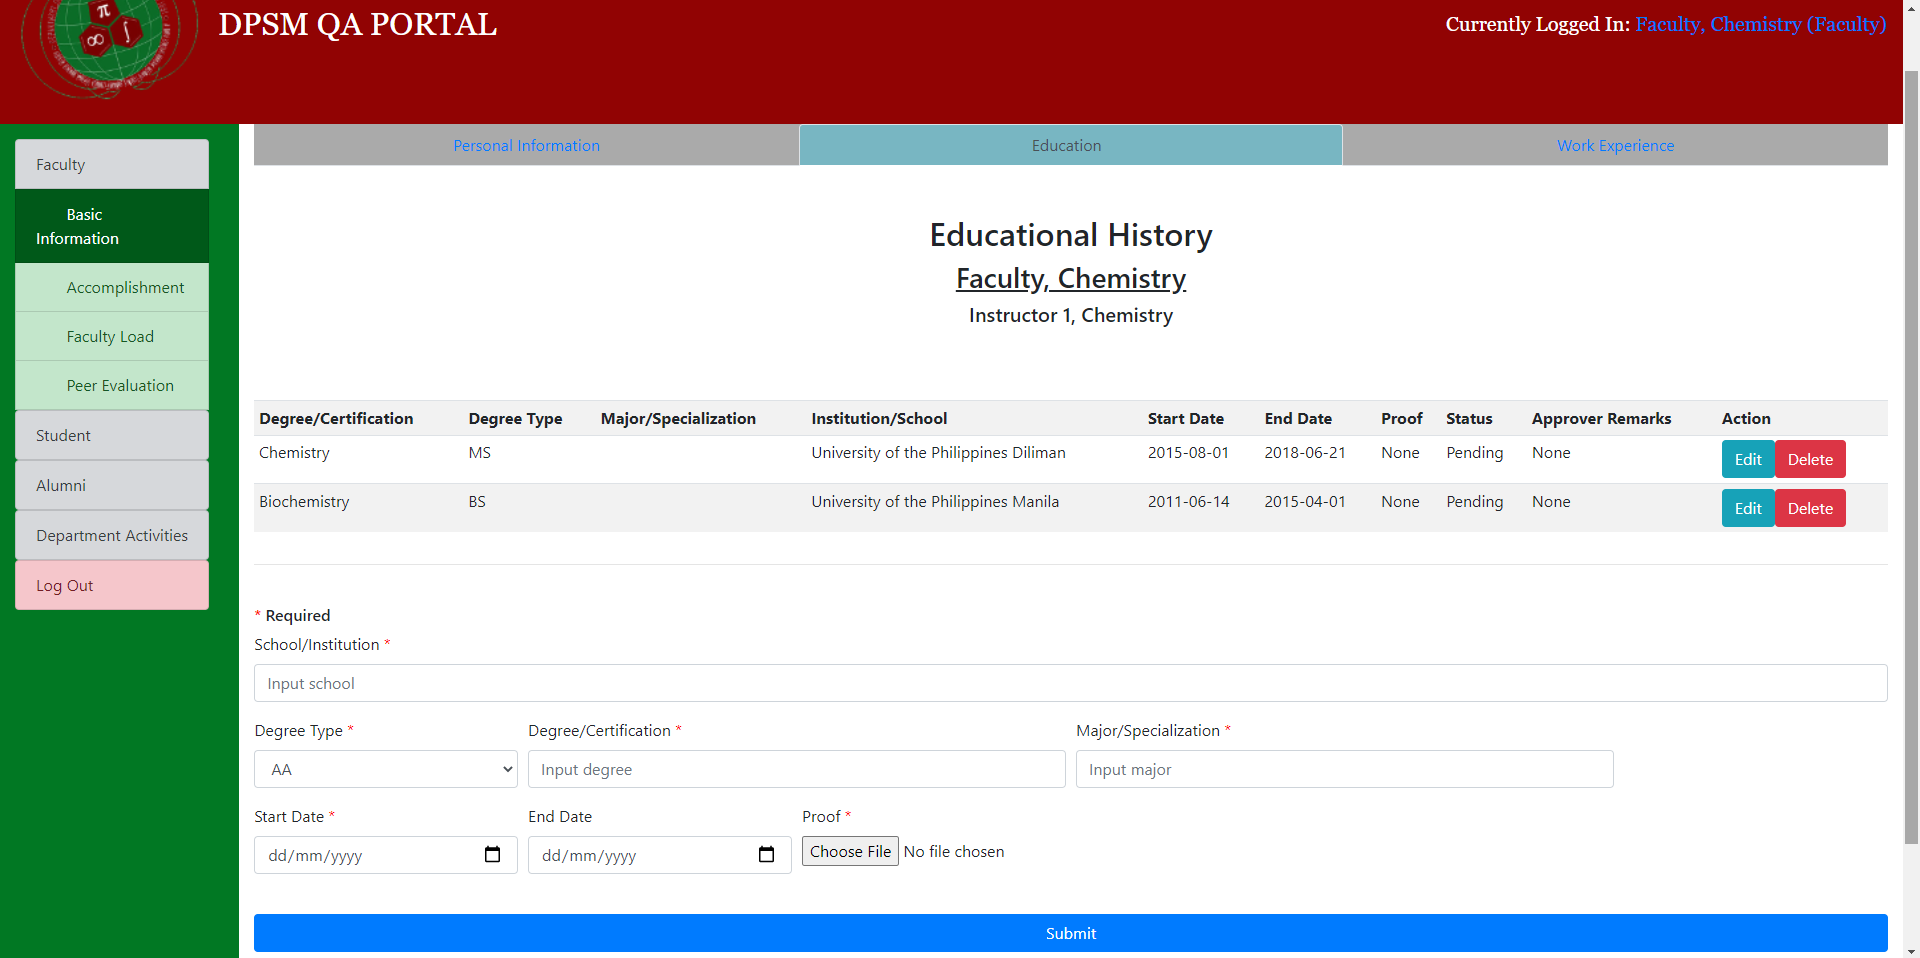 DPSM QA PORTAL
Currently Logged In: Faculty, Chemistry (Faculty)
π
∞ ∫
Faculty
Basic
Information
Accomplishment
Faculty Load
Peer Evaluation
Student
Alumni
Department Activities
Log Out
Personal Information Education Work Experience
Educational History
Faculty, Chemistry
Instructor 1, Chemistry
Degree/Certification Degree Type Major/Specialization Institution/School Start Date End Date Proof Status Approver Remarks Action
Chemistry MS University of the Philippines Diliman 2015-08-01 2018-06-21 None Pending None Edit Delete
Biochemistry BS University of the Philippines Manila 2011-06-14 2015-04-01 None Pending None Edit Delete
* Required
School/Institution *
Input school
Degree Type * Degree/Certification * Major/Specialization *
AA Input degree Input major
Start Date * End Date Proof *
dd/mm/yyyy dd/mm/yyyy Choose File No file chosen
Submit